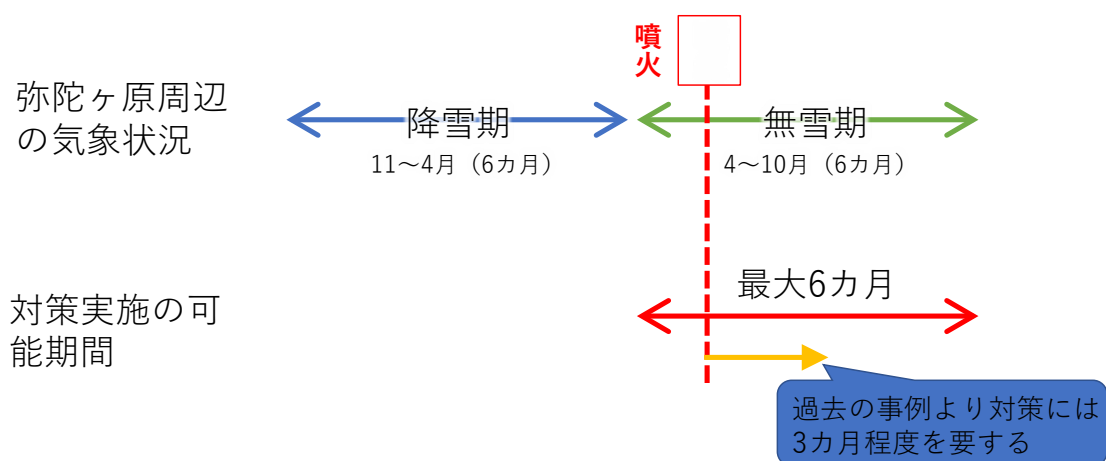 噴
火
弥陀ヶ原周辺
の気象状況
降雪期
無雪期
11～4月（6カ月）
4～10月（6カ月）
最大6カ月
対策実施の可
能期間
過去の事例より対策には
3カ月程度を要する